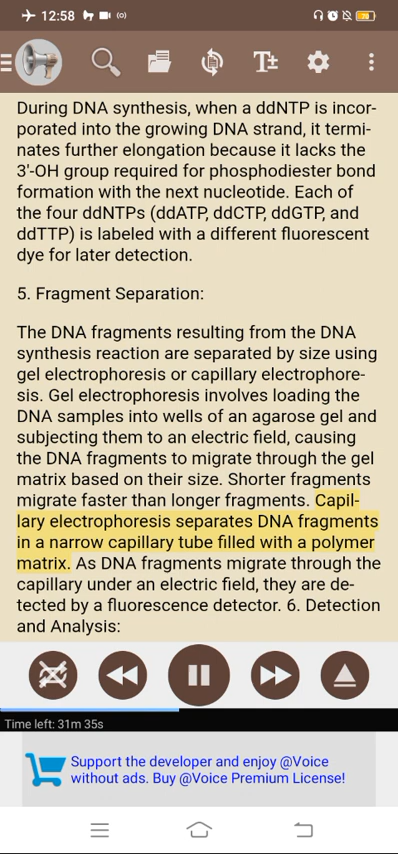 12:58
T±
During DNA synthesis, when a ddNTP is incor-
porated into the growing DNA strand, it termi-
nates further elongation because it lacks the
3'-OH group required for phosphodiester bond
formation with the next nucleotide. Each of
the four ddNTPs (ddATP, ddCTP, ddGTP, and
ddTTP) is labeled with a different fluorescent
dye for later detection.
5. Fragment Separation:
The DNA fragments resulting from the DNA
synthesis reaction are separated by size using
gel electrophoresis or capillary electrophore-
sis. Gel electrophoresis involves loading the
DNA samples into wells of an agarose gel and
subjecting them to an electric field, causing
the DNA fragments to migrate through the gel
matrix based on their size. Shorter fragments
migrate faster than longer fragments. Capil-
lary electrophoresis separates DNA fragments
in a narrow capillary tube filled with a polymer
matrix. As DNA fragments migrate through the
capillary under an electric field, they are de-
tected by a fluorescence detector. 6. Detection
and Analysis:
Time left: 31m 35s
Support the developer and enjoy @Voice
without ads. Buy @Voice Premium License!